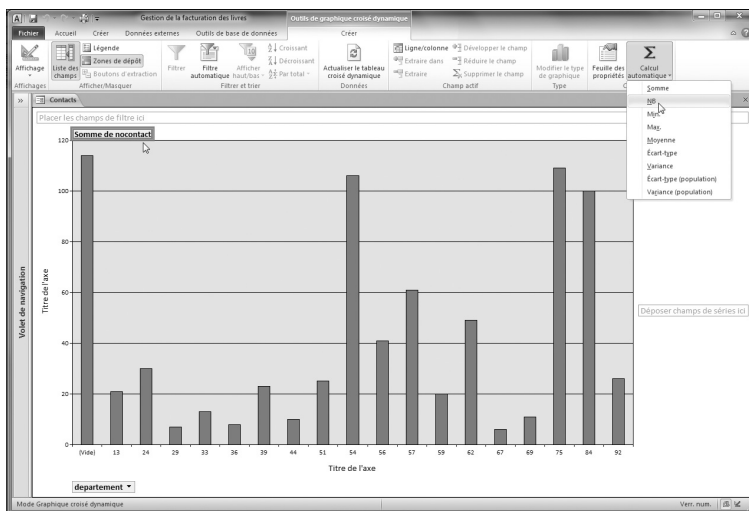 Gestion de la facturation des livres
Outils de graphique croisé dynamique
Fichier Accueil Créer Données externes Outils de base de données Créer
Affichage
Affichages
Liste des champs
Légende
Zones de dépôt
Boutons d'extraction
Afficher/Masquer
Filtrer
Filtre automatique
Afficher haut/bas
Croissant
Décroissant
Par total
Filtrer et trier
Actualiser le tableau croisé dynamique
Données
Ligne/colonne
Extraire dans
Extraire
Développer le champ
Réduire le champ
Supprimer le champ
Champ actif
Modifier le type de graphique
Type
Feuille des propriétés
Calcul automatique
Somme
NB
Min.
Max.
Moyenne
Écart-type
Variance
Écart-type (population)
Variance (population)
Contacts
Placer les champs de filtre ici
Somme de nocontact
120
100
80
60
40
20
0
Titre de l'axe
(Vide) 13 24 29 33 36 39 44 51 54 56 57 59 62 67 69 75 84 92
Titre de l'axe
departement
Déposer champs de séries ici
Volet de navigation
Mode Graphique croisé dynamique
Verr. num.